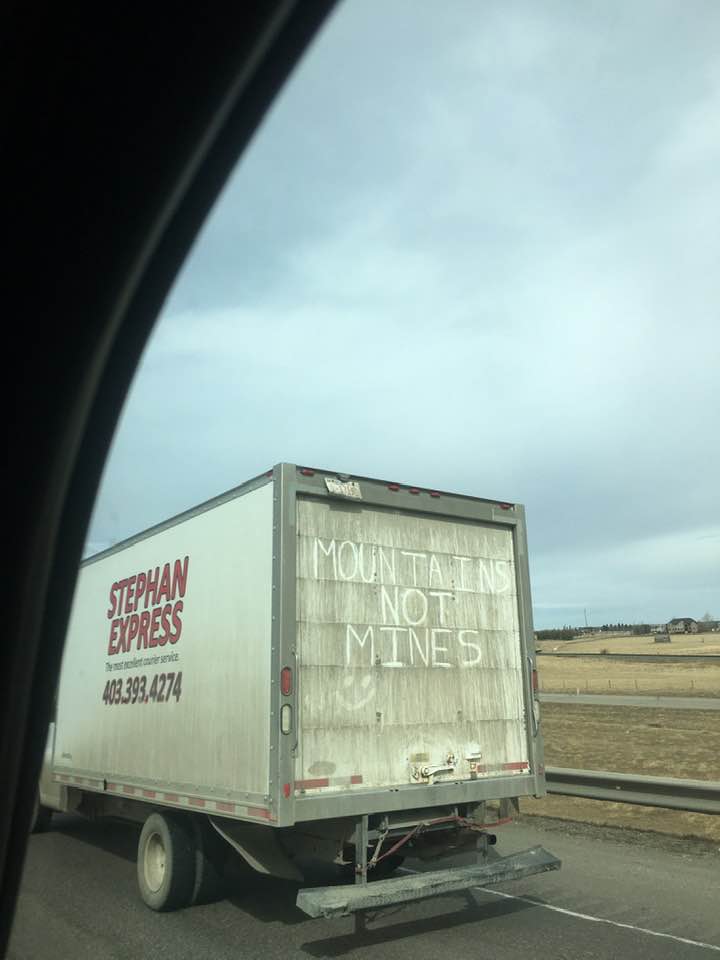 STEPHAN
EXPRESS
The most excellent courier service.
403.393.4274
MOUNTAINS
NOT
MINES